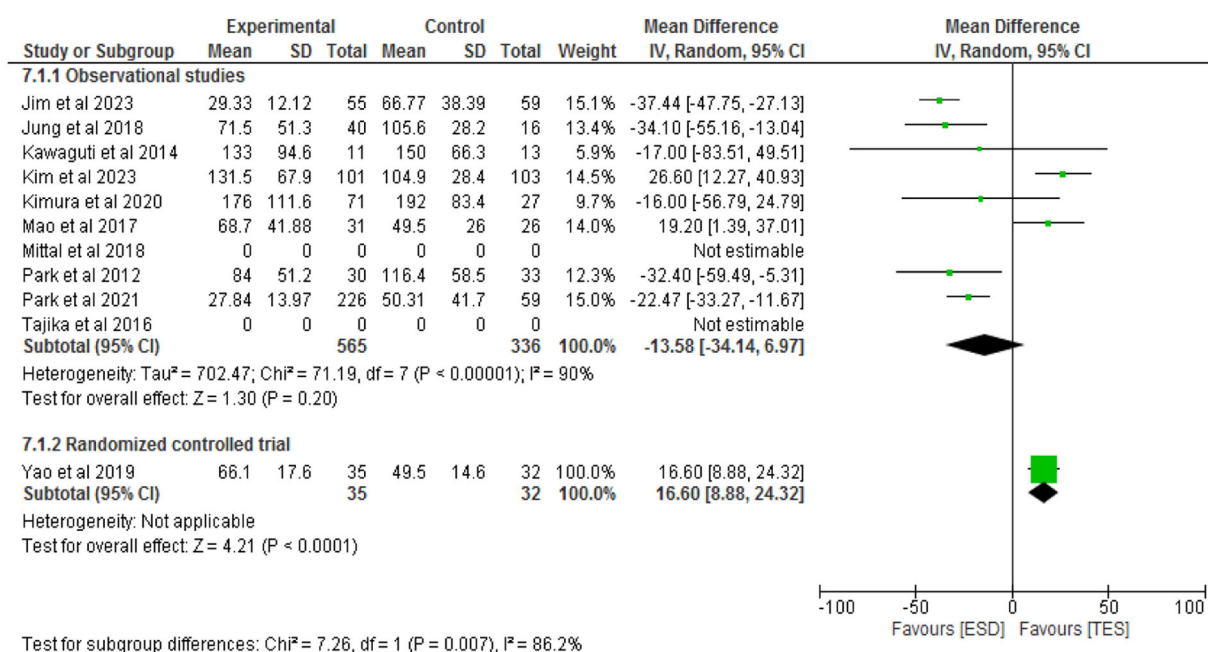 Experimental Control Mean Difference Mean Difference
Study or Subgroup Mean SD Total Mean SD Total Weight IV, Random, 95% CI IV, Random, 95% CI
7.1.1 Observational studies
Jim et al 2023 29.33 12.12 55 66.77 38.39 59 15.1% -37.44 [-47.75, -27.13]
Jung et al 2018 71.5 51.3 40 105.6 28.2 16 13.4% -34.10 [-55.16, -13.04]
Kawaguti et al 2014 133 94.6 11 150 66.3 13 5.9% -17.00 [-83.51, 49.51]
Kim et al 2023 131.5 67.9 101 104.9 28.4 103 14.5% 26.60 [12.27, 40.93]
Kimura et al 2020 176 111.6 71 192 83.4 27 9.7% -16.00 [-56.79, 24.79]
Mao et al 2017 68.7 41.88 31 49.5 26 26 14.0% 19.20 [1.39, 37.01]
Mittal et al 2018 0 0 0 0 0 0 Not estimable
Park et al 2012 84 51.2 30 116.4 58.5 33 12.3% -32.40 [-59.49, -5.31]
Park et al 2021 27.84 13.97 226 50.31 41.7 59 15.0% -22.47 [-33.27, -11.67]
Tajika et al 2016 0 0 0 0 0 0 Not estimable
Subtotal (95% CI) 565 336 100.0% -13.58 [-34.14, 6.97]
Heterogeneity: Tau² = 702.47; Chi² = 71.19, df = 7 (P < 0.00001); I² = 90%
Test for overall effect: Z = 1.30 (P = 0.20)
7.1.2 Randomized controlled trial
Yao et al 2019 66.1 17.6 35 49.5 14.6 32 100.0% 16.60 [8.88, 24.32]
Subtotal (95% CI) 35 32 100.0% 16.60 [8.88, 24.32]
Heterogeneity: Not applicable
Test for overall effect: Z = 4.21 (P < 0.0001)
-100 -50 0 50 100
Favours [ESD] Favours [TES]
Test for subgroup differences: Chi² = 7.26, df = 1 (P = 0.007), I² = 86.2%